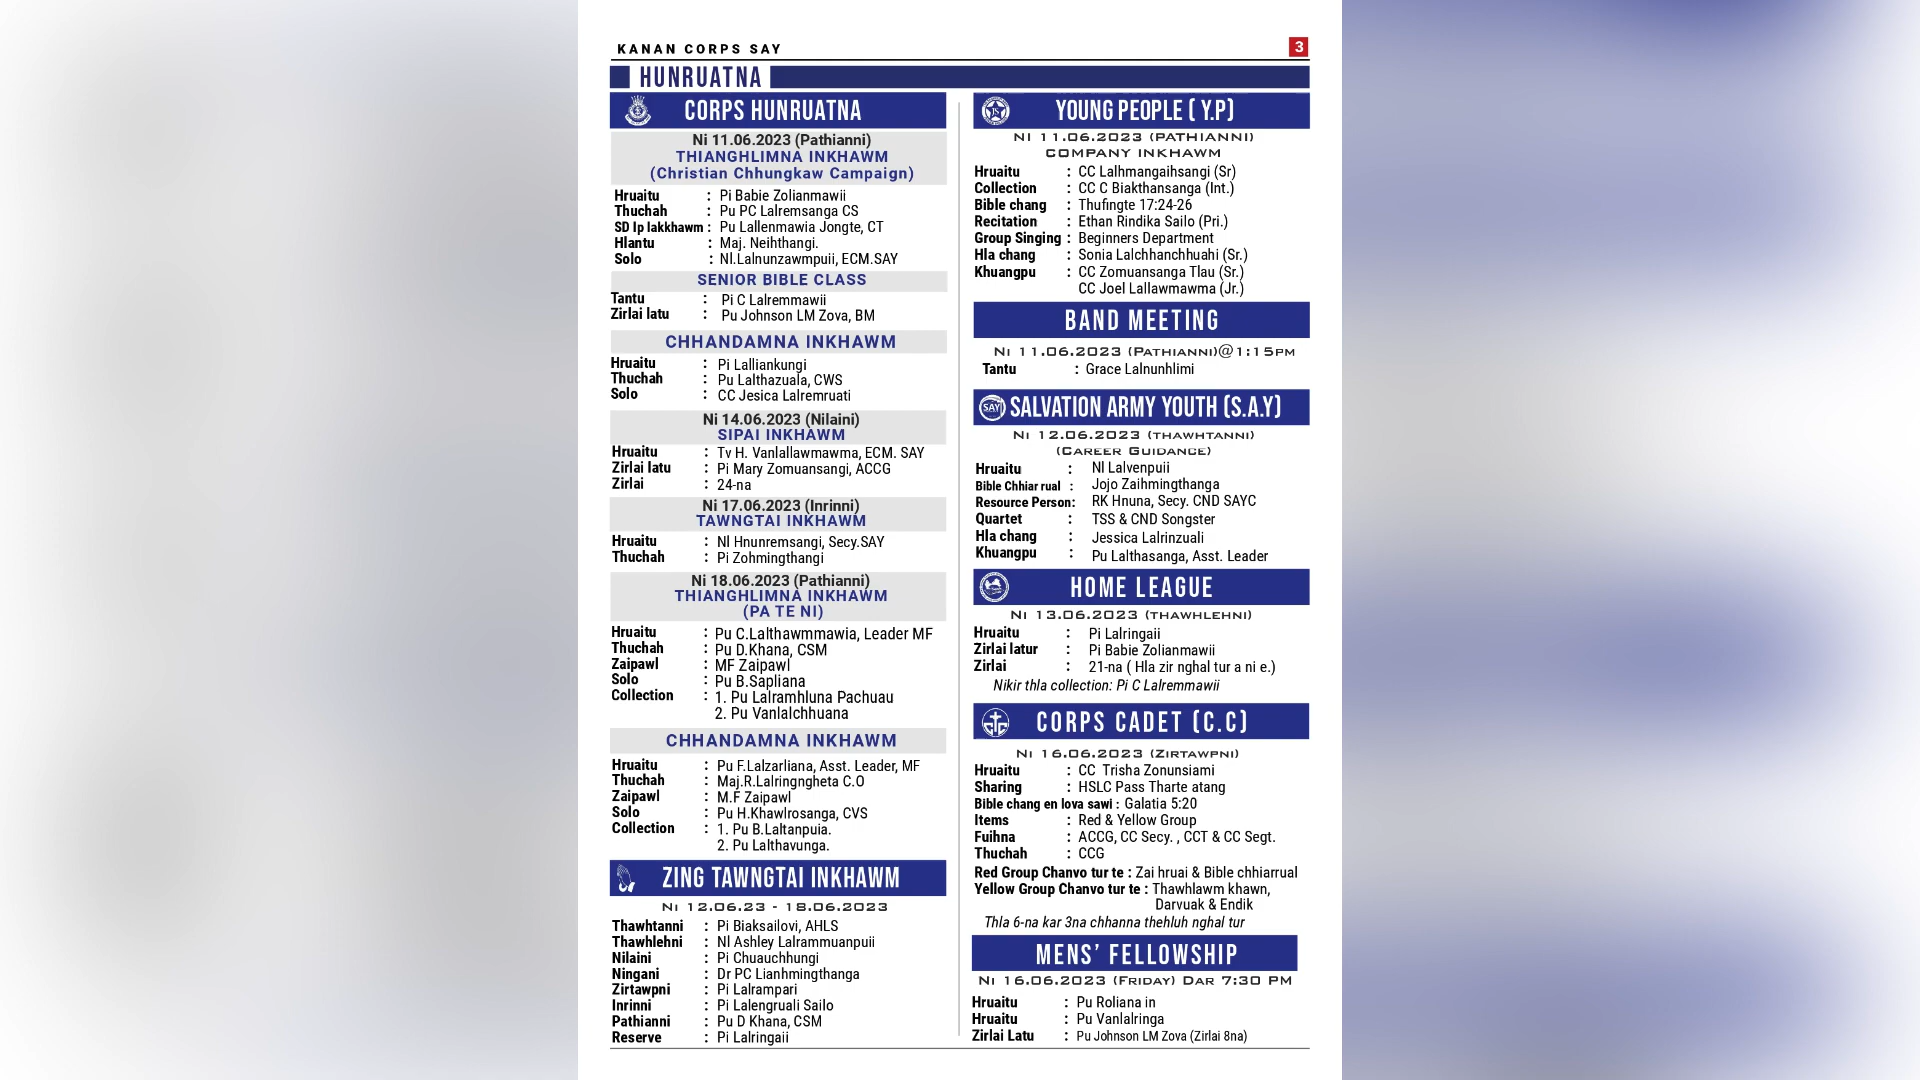 KANAN CORPS SAY
3
HUNRUATNA
CORPS HUNRUATNA
Ni 11.06.2023 (Pathianni)
THIANGHLIMNA INKHAWM
(Christian Chhungkaw Campaign)
Hruaitu : Pi Babie Zolianmawii
Thuchah : Pu PC Lalremsanga CS
SD Ip lakkhawm : Pu Lallenmawia Jongte, CT
Hlantu : Maj. Neihthangi.
Solo : Nl.Lalnunzawmpuii, ECM.SAY
SENIOR BIBLE CLASS
Tantu : Pi C Lalremmawii
Zirlai latu : Pu Johnson LM Zova, BM
CHHANDAMNA INKHAWM
Hruaitu : Pi Lalliankungi
Thuchah : Pu Lalthazuala, CWS
Solo : CC Jesica Lalremruati
Ni 14.06.2023 (Nilaini)
SIPAI INKHAWM
Hruaitu : Tv H. Vanlallawmawma, ECM. SAY
Zirlai latu : Pi Mary Zomuansangi, ACCG
Zirlai : 24-na
Ni 17.06.2023 (Inrinni)
TAWNGTAI INKHAWM
Hruaitu : Nl Hnunremsangi, Secy.SAY
Thuchah : Pi Zohmingthangi
Ni 18.06.2023 (Pathianni)
THIANGHLIMNA INKHAWM
(PA TE NI)
Hruaitu : Pu C.Lalthawmmawia, Leader MF
Thuchah : Pu D.Khana, CSM
Zaipawl : MF Zaipawl
Solo : Pu B.Sapliana
Collection : 1. Pu Lalramhluna Pachuau
2. Pu Vanlalchhuana
CHHANDAMNA INKHAWM
Hruaitu : Pu F.Lalzarliana, Asst. Leader, MF
Thuchah : Maj.R.Lalringngheta C.O
Zaipawl : M.F Zaipawl
Solo : Pu H.Khawlrosanga, CVS
Collection : 1. Pu B.Laltanpuia.
2. Pu Lalthavunga.
ZING TAWNGTAI INKHAWM
Ni 12.06.23 - 18.06.2023
Thawhtanni : Pi Biaksailovi, AHLS
Thawhlehni : Nl Ashley Lalrammuanpuii
Nilaini : Pi Chuauchhungi
Ningani : Dr PC Lianhmingthanga
Zirtawpni : Pi Lalrampari
Inrinni : Pi Lalengruali Sailo
Pathianni : Pu D Khana, CSM
Reserve : Pi Lalringaii
YOUNG PEOPLE ( Y.P)
Ni 11.06.2023 (Pathianni)
Company Inkhawm
Hruaitu : CC Lalhmangaihsangi (Sr)
Collection : CC C Biakthansanga (Int.)
Bible chang : Thufingte 17:24-26
Recitation : Ethan Rindika Sailo (Pri.)
Group Singing : Beginners Department
Hla chang : Sonia Lalchhanchhuahi (Sr.)
Khuangpu : CC Zomuansanga Tlau (Sr.)
CC Joel Lallawmawma (Jr.)
BAND MEETING
Ni 11.06.2023 (Pathianni)@1:15pm
Tantu : Grace Lalnunhlimi
SAY
SALVATION ARMY YOUTH (S.A.Y)
Ni 12.06.2023 (thawhtanni)
(Career Guidance)
Hruaitu : Nl Lalvenpuii
Bible Chhiar rual : Jojo Zaihmingthanga
Resource Person: RK Hnuna, Secy. CND SAYC
Quartet : TSS & CND Songster
Hla chang : Jessica Lalrinzuali
Khuangpu : Pu Lalthasanga, Asst. Leader
HOME LEAGUE
Ni 13.06.2023 (thawhlehni)
Hruaitu : Pi Lalringaii
Zirlai latur : Pi Babie Zolianmawii
Zirlai : 21-na ( Hla zir nghal tur a ni e.)
Nikir thla collection: Pi C Lalremmawii
CORPS CADET (C.C)
Ni 16.06.2023 (Zirtawpni)
Hruaitu : CC Trisha Zonunsiami
Sharing : HSLC Pass Tharte atang
Bible chang en lova sawi : Galatia 5:20
Items : Red & Yellow Group
Fuihna : ACCG, CC Secy. , CCT & CC Segt.
Thuchah : CCG
Red Group Chanvo tur te : Zai hruai & Bible chhiarrual
Yellow Group Chanvo tur te : Thawhlawm khawn,
Darvuak & Endik
Thla 6-na kar 3na chhanna thehluh nghal tur
MENS' FELLOWSHIP
Ni 16.06.2023 (Friday) Dar 7:30 PM
Hruaitu : Pu Roliana in
Hruaitu : Pu Vanlalringa
Zirlai Latu : Pu Johnson LM Zova (Zirlai 8na)